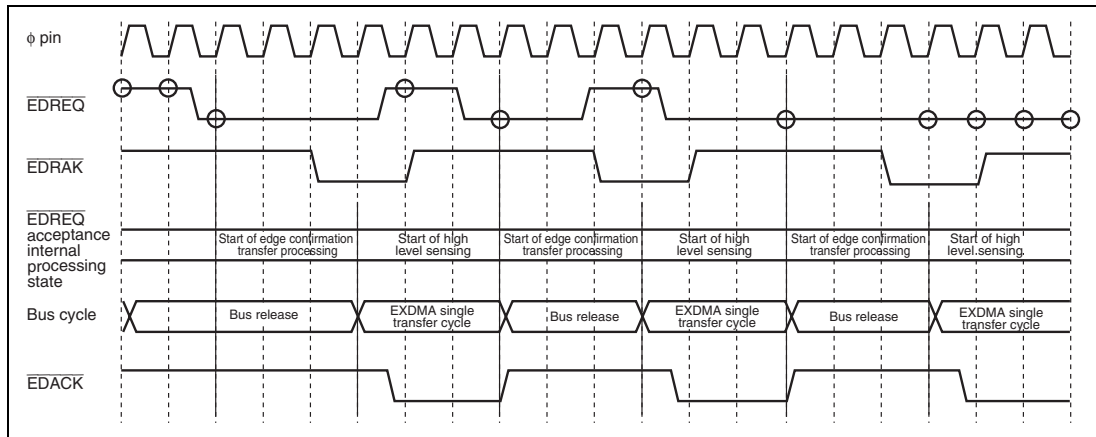 φ pin
EDREQ
EDRAK
EDREQ
acceptance
internal
processing
state
Start of edge confirmation
transfer processing
Start of high
level sensing
Start of edge confirmation
transfer processing
Start of high
level sensing
Start of edge confirmation
transfer processing
Start of high
level sensing
Bus cycle
Bus release
EXDMA single
transfer cycle
Bus release
EXDMA single
transfer cycle
Bus release
EXDMA single
transfer cycle
EDACK